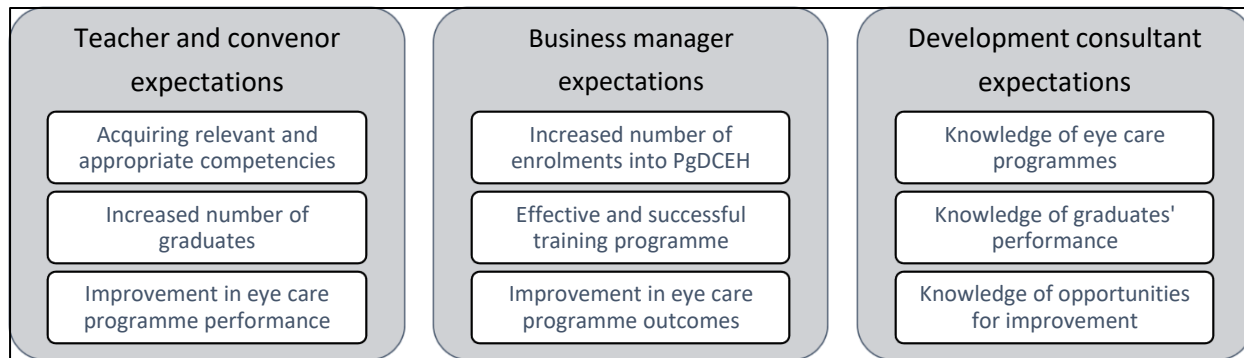 Teacher and convenor
expectations
Acquiring relevant and
appropriate competencies
Increased number of
graduates
Improvement in eye care
programme performance
Business manager
expectations
Increased number of
enrolments into PgDCEH
Effective and successful
training programme
Improvement in eye care
programme outcomes
Development consultant
expectations
Knowledge of eye care
programmes
Knowledge of graduates'
performance
Knowledge of opportunities
for improvement